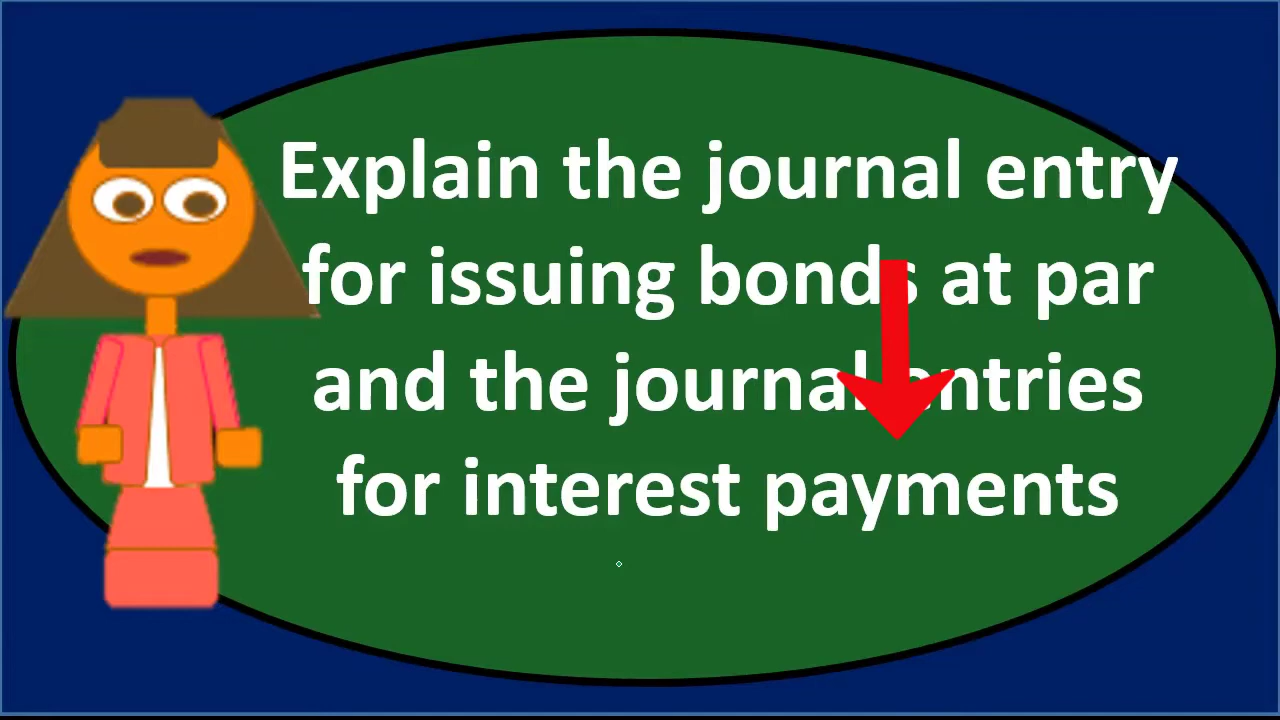 Explain the journal entry
for issuing bonds at par
and the journal entries
for interest payments